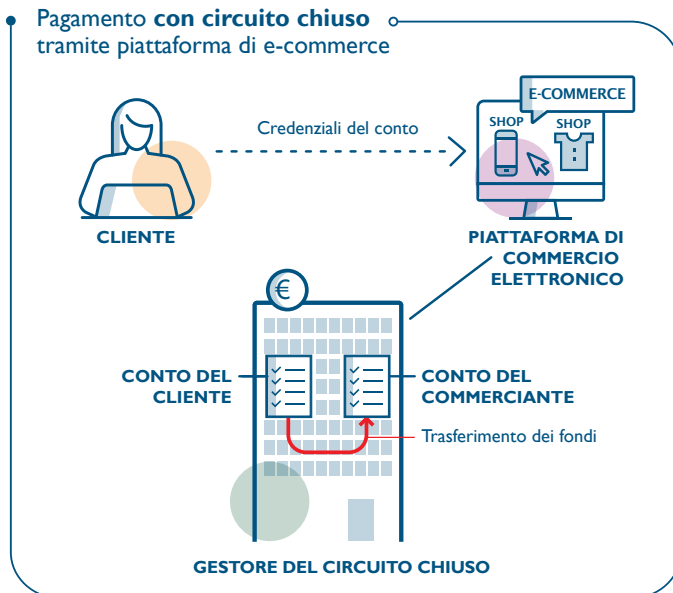 Pagamento con circuito chiuso
tramite piattaforma di e-commerce
E-COMMERCE
SHOP
SHOP
Credenziali del conto
CLIENTE
PIATTAFORMA DI
COMMERCIO
ELETTRONICO
€
CONTO DEL
CLIENTE
CONTO DEL
COMMERCIANTE
Trasferimento dei fondi
GESTORE DEL CIRCUITO CHIUSO